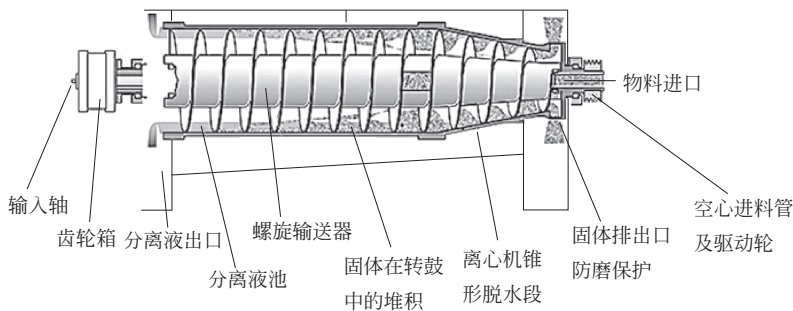 物料进口
输入轴
齿轮箱
分离液出口
分离液池
螺旋输送器
固体在转鼓
中的堆积
离心机锥
形脱水段
固体排出口
防磨保护
空心进料管
及驱动轮